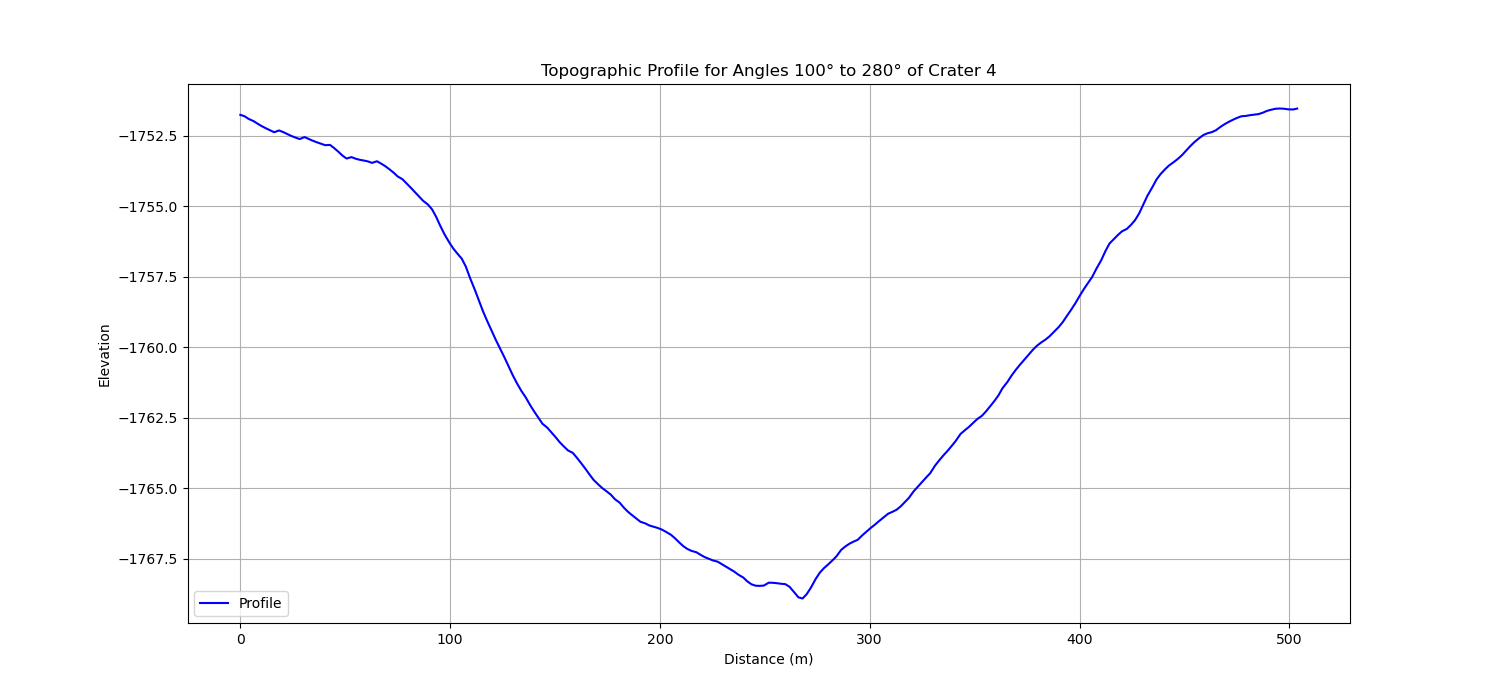 Topographic Profile for Angles 100° to 280° of Crater 4
Elevation
−1752.5
−1755.0
−1757.5
−1760.0
−1762.5
−1765.0
−1767.5
Profile
0 100 200 300 400 500
Distance (m)